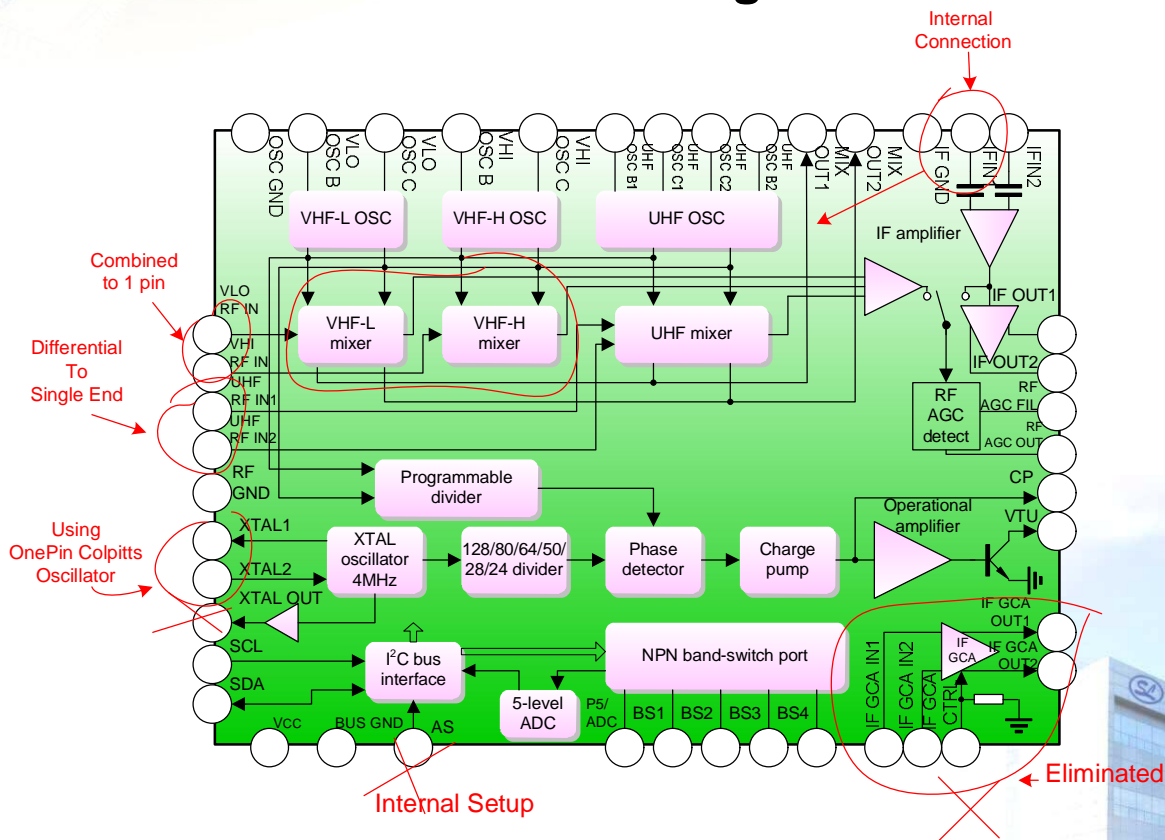 Internal
Connection
OSC GND
VLO
OSC B
VLO
OSC C
VHI
OSC B
VHI
OSC C
UHF
OSC B1
UHF
OSC C1
UHF
OSC C2
UHF
OSC B2
MIX
OUT1
MIX
OUT2
IF GND
IFIN1
IFIN2
VHF-L OSC
VHF-H OSC
UHF OSC
IF amplifier
Combined
to 1 pin
VLO
RF IN
VHI
RF IN
VHF-L
mixer
VHF-H
mixer
UHF mixer
IF OUT1
IF OUT2
Differential
To
Single End
UHF
RF IN1
UHF
RF IN2
RF
AGC
detect
RF
AGC FIL
RF
AGC OUT
RF
GND
Programmable
divider
CP
Operational
amplifier
VTU
Using
OnePin Colpitts
Oscillator
XTAL1
XTAL2
XTAL OUT
XTAL
oscillator
4MHz
128/80/64/50/
28/24 divider
Phase
detector
Charge
pump
SCL
SDA
I²C bus
interface
5-level
ADC
NPN band-switch port
IF GCA
OUT1
IF GCA
OUT2
IF
GCA
IF GCA IN1
IF GCA IN2
IF GCA
CTRL
Vcc
BUS GND
AS
P5/
ADC
BS1
BS2
BS3
BS4
Internal Setup
Eliminated